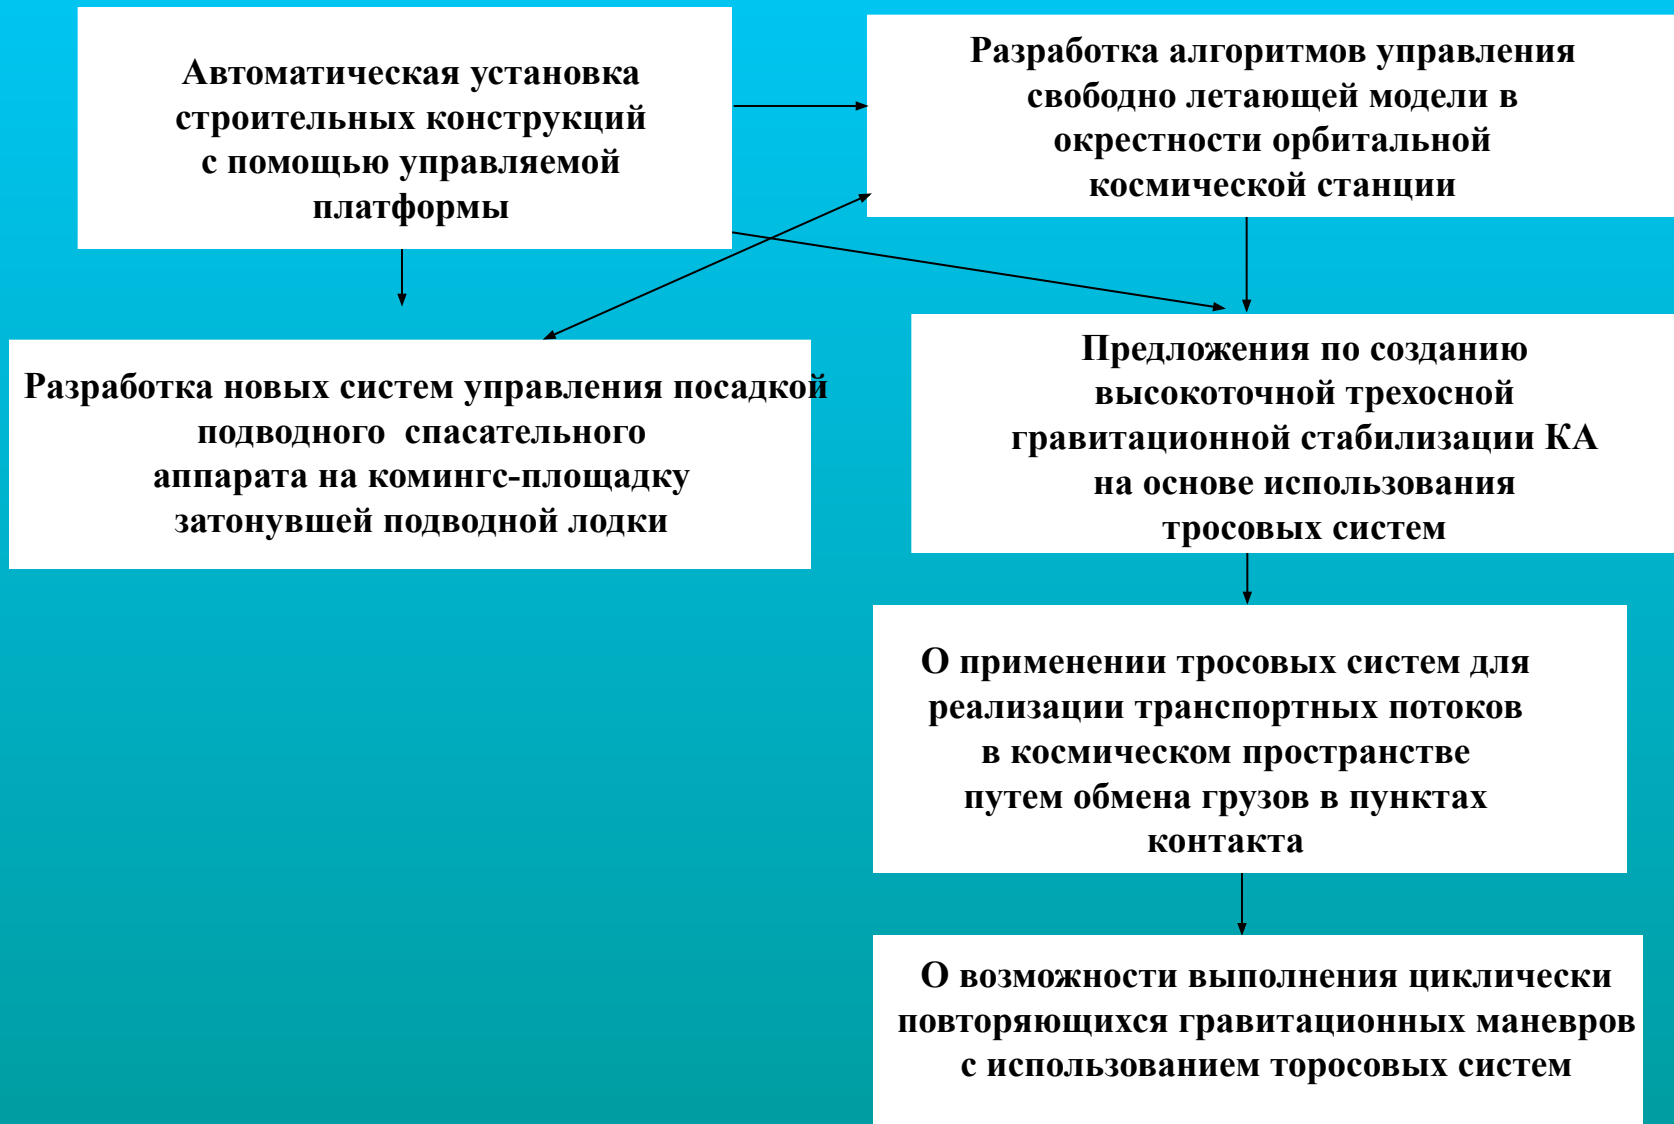 Автоматическая установка
строительных конструкций
с помощью управляемой
платформы
Разработка алгоритмов управления
свободно летающей модели в
окрестности орбитальной
космической станции
Разработка новых систем управления посадкой
подводного спасательного
аппарата на комингс-площадку
затонувшей подводной лодки
Предложения по созданию
высокоточной трехосной
гравитационной стабилизации КА
на основе использования
тросовых систем
О применении тросовых систем для
реализации транспортных потоков
в космическом пространстве
путем обмена грузов в пунктах
контакта
О возможности выполнения циклически
повторяющихся гравитационных маневров
с использованием торосовых систем